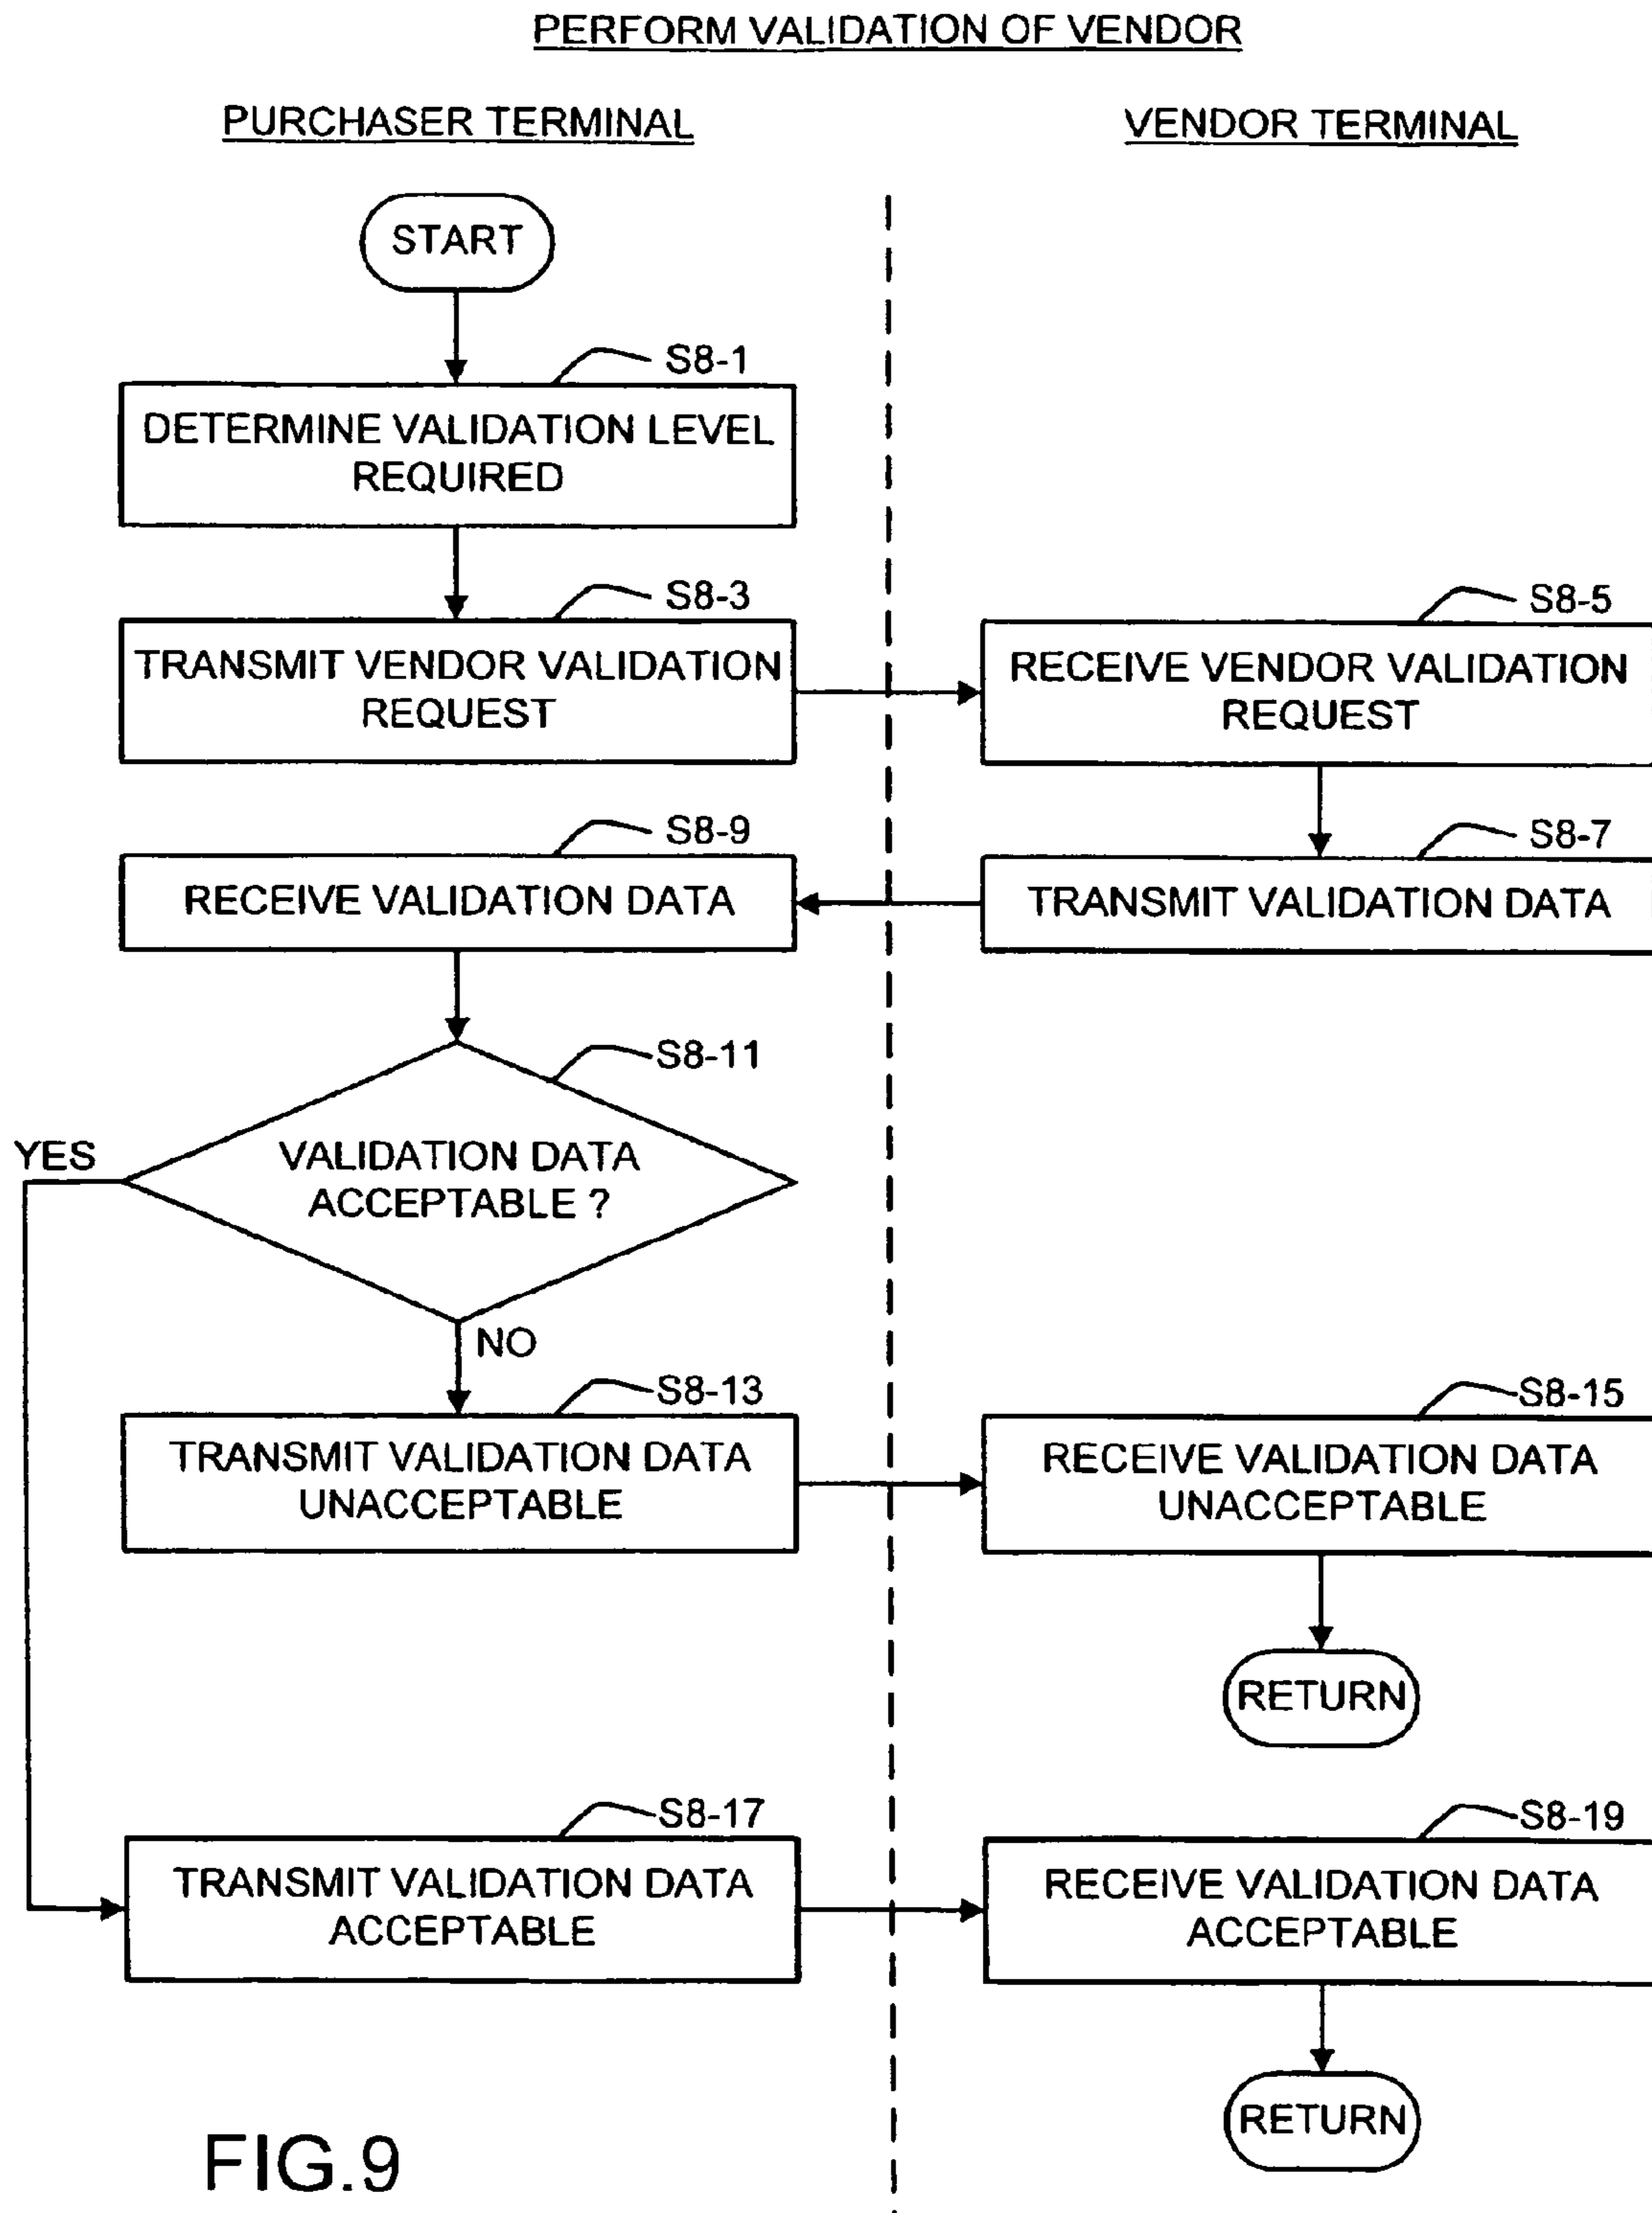 PERFORM VALIDATION OF VENDOR
PURCHASER TERMINAL
VENDOR TERMINAL
START
S8-1
DETERMINE VALIDATION LEVEL
REQUIRED
S8-3
TRANSMIT VENDOR VALIDATION
REQUEST
S8-5
RECEIVE VENDOR VALIDATION
REQUEST
S8-9
RECEIVE VALIDATION DATA
S8-7
TRANSMIT VALIDATION DATA
S8-11
YES
VALIDATION DATA
ACCEPTABLE ?
NO
S8-13
TRANSMIT VALIDATION DATA
UNACCEPTABLE
S8-15
RECEIVE VALIDATION DATA
UNACCEPTABLE
RETURN
S8-17
TRANSMIT VALIDATION DATA
ACCEPTABLE
S8-19
RECEIVE VALIDATION DATA
ACCEPTABLE
RETURN
FIG.9